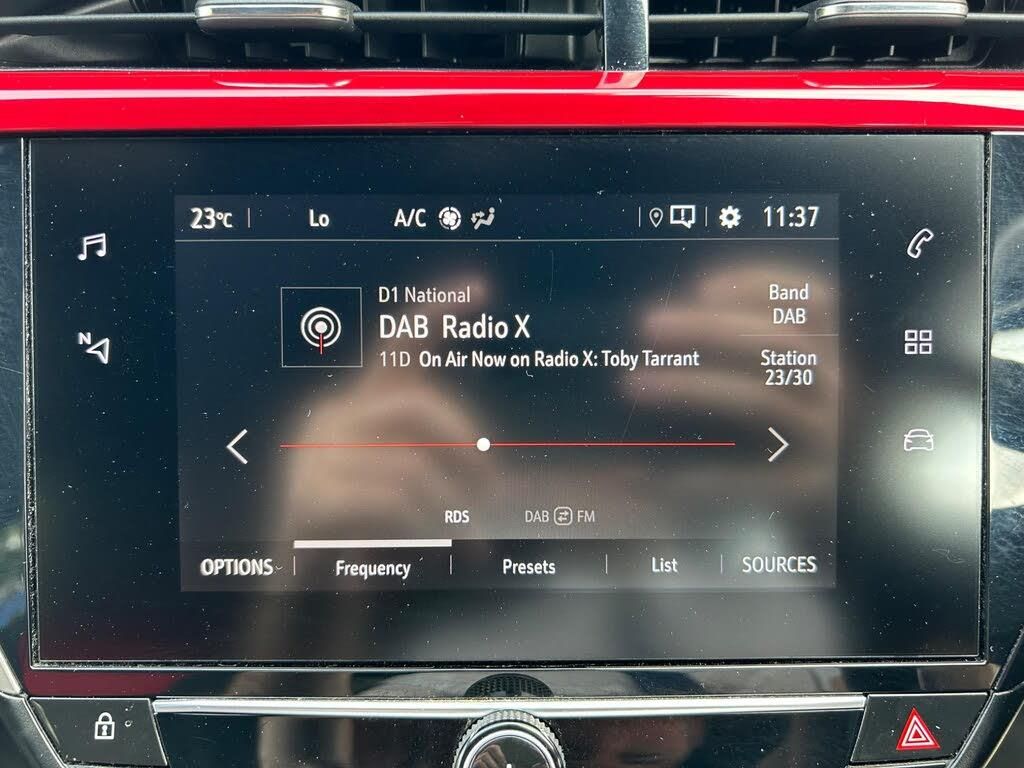 23°C Lo A/C 11:37
D1 National
DAB Radio X
11D On Air Now on Radio X: Toby Tarrant
Band
DAB
Station
23/30
N
RDS DAB FM
OPTIONS Frequency Presets List SOURCES